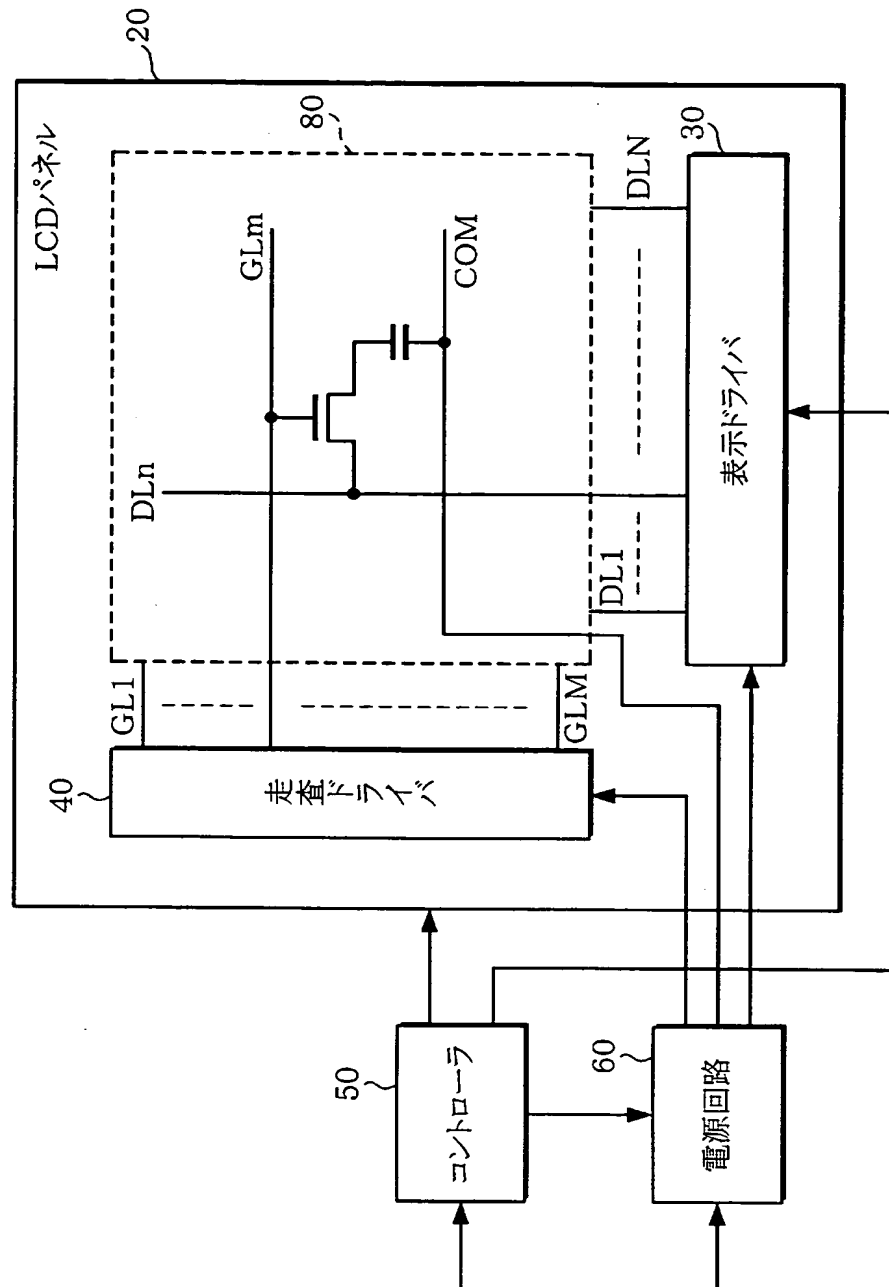 LCDパネル
20
80
GLm
COM
DLn
GL1
GLM
40
走査ドライバ
DL1
DLN
30
表示ドライバ
50
コントローラ
60
電源回路